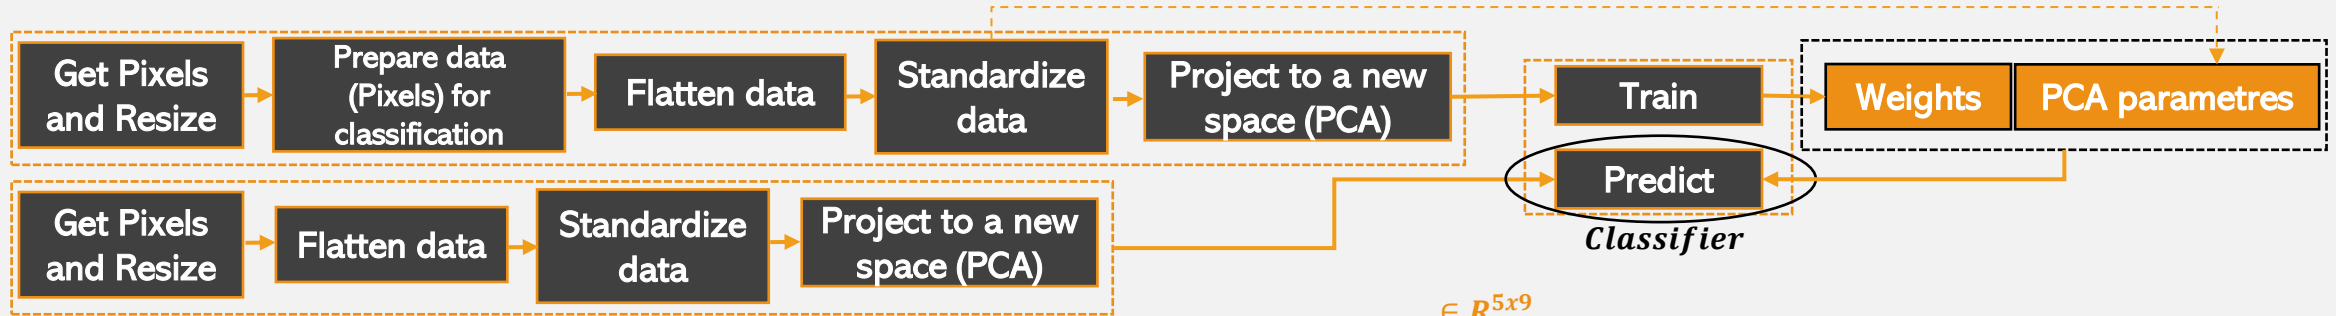 Get Pixels
and Resize
Prepare data
(Pixels) for
classification
Flatten data
Standardize
data
Project to a new
space (PCA)
Train
Weights
PCA parametres
Get Pixels
and Resize
Flatten data
Standardize
data
Project to a new
space (PCA)
Predict
Classifier
∈ R^{5x9}